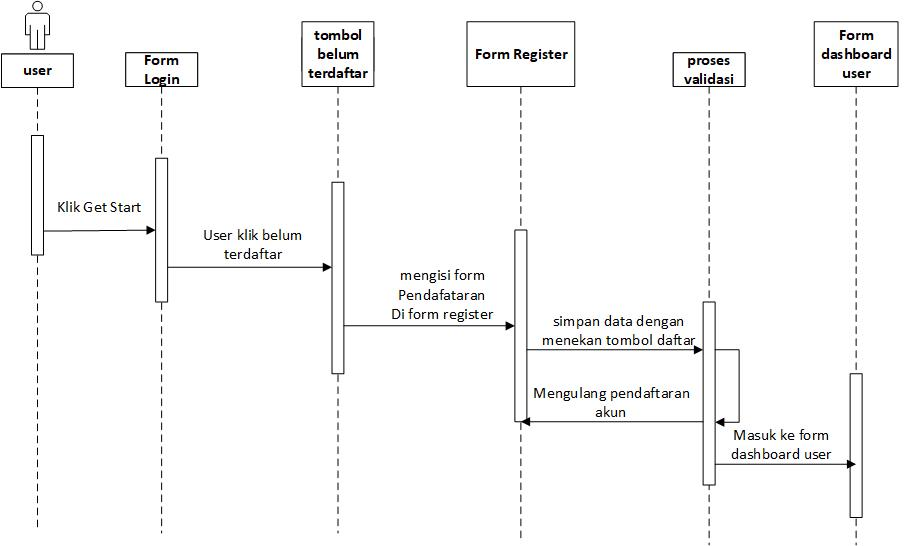 user
Form
Login
tombol
belum
terdaftar
Form Register
proses
validasi
Form
dashboard
user
Klik Get Start
User klik belum
terdaftar
mengisi form
Pendafataran
Di form register
simpan data dengan
menekan tombol daftar
Mengulang pendaftaran
akun
Masuk ke form
dashboard user